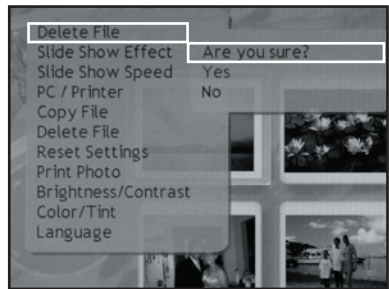 Delete File
Slide Show Effect
Are you sure?
Slide Show Speed
Yes
PC / Printer
No
Copy File
Delete File
Reset Settings
Print Photo
Brightness/Contrast
Color/Tint
Language